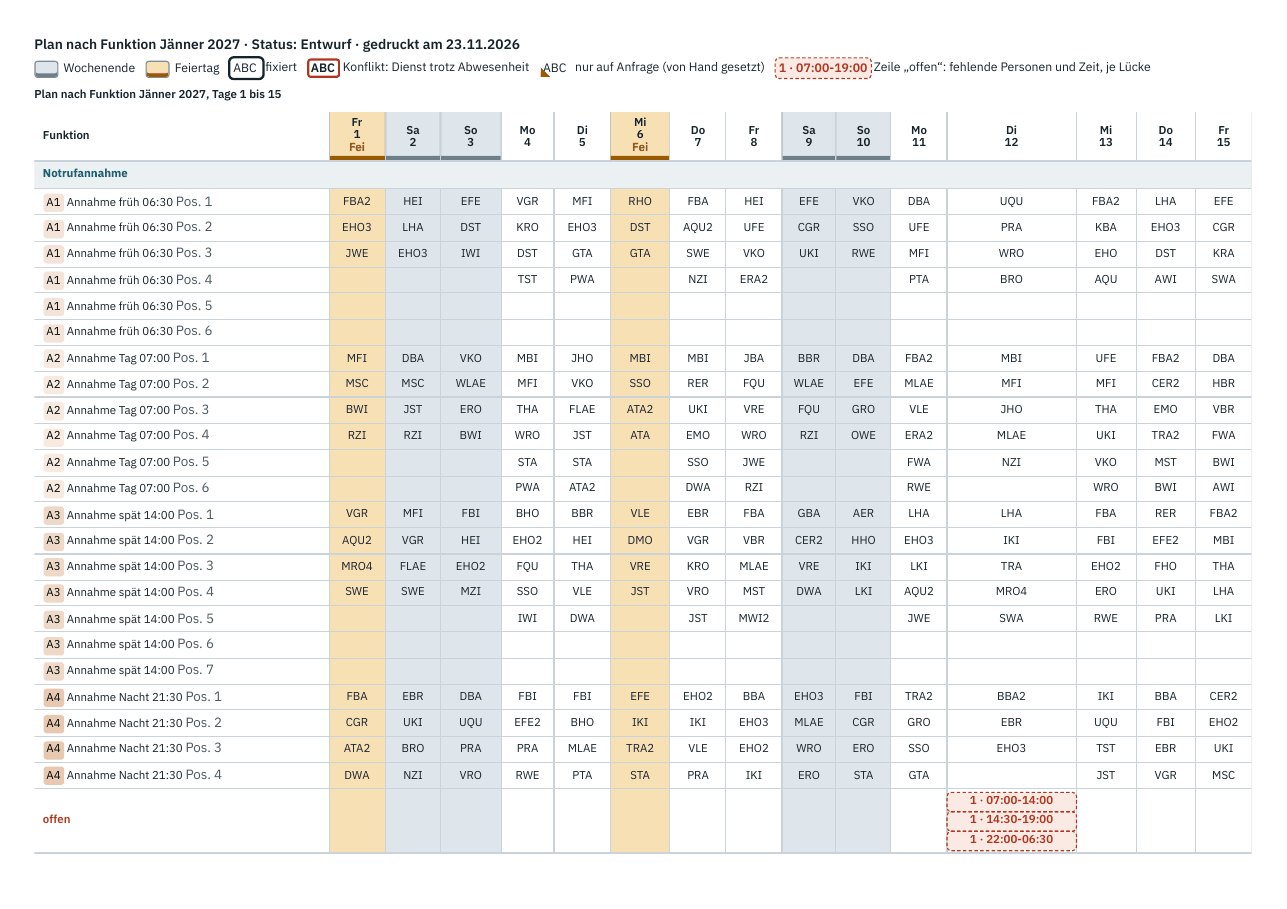 Plan nach Funktion Jänner 2027 · Status: Entwurf · gedruckt am 23.11.2026
Wochenende Feiertag ABC fixiert ABC Konflikt: Dienst trotz Abwesenheit ABC nur auf Anfrage (von Hand gesetzt) 1 · 07:00-19:00 Zeile „offen“: fehlende Personen und Zeit, je Lücke
Plan nach Funktion Jänner 2027, Tage 1 bis 15
Funktion Fr 1 Fei Sa 2 So 3 Mo 4 Di 5 Mi 6 Fei Do 7 Fr 8 Sa 9 So 10 Mo 11 Di 12 Mi 13 Do 14 Fr 15
Notrufannahme
A1 Annahme früh 06:30 Pos. 1 FBA2 HEI EFE VGR MFI RHO FBA HEI EFE VKO DBA UQU FBA2 LHA EFE
A1 Annahme früh 06:30 Pos. 2 EHO3 LHA DST KRO EHO3 DST AQU2 UFE CGR SSO UFE PRA KBA EHO3 CGR
A1 Annahme früh 06:30 Pos. 3 JWE EHO3 IWI DST GTA GTA SWE VKO UKI RWE MFI WRO EHO DST KRA
A1 Annahme früh 06:30 Pos. 4 TST PWA NZI ERA2 PTA BRO AQU AWI SWA
A1 Annahme früh 06:30 Pos. 5
A1 Annahme früh 06:30 Pos. 6
A2 Annahme Tag 07:00 Pos. 1 MFI DBA VKO MBI JHO MBI MBI JBA BBR DBA FBA2 MBI UFE FBA2 DBA
A2 Annahme Tag 07:00 Pos. 2 MSC MSC WLAE MFI VKO SSO RER FQU WLAE EFE MLAE MFI MFI CER2 HBR
A2 Annahme Tag 07:00 Pos. 3 BWI JST ERO THA FLAE ATA2 UKI VRE FQU GRO VLE JHO THA EMO VBR
A2 Annahme Tag 07:00 Pos. 4 RZI RZI BWI WRO JST ATA EMO WRO RZI OWE ERA2 MLAE UKI TRA2 FWA
A2 Annahme Tag 07:00 Pos. 5 STA STA SSO JWE FWA NZI VKO MST BWI
A2 Annahme Tag 07:00 Pos. 6 PWA ATA2 DWA RZI RWE WRO BWI AWI
A3 Annahme spät 14:00 Pos. 1 VGR MFI FBI BHO BBR VLE EBR FBA GBA AER LHA LHA FBA RER FBA2
A3 Annahme spät 14:00 Pos. 2 AQU2 VGR HEI EHO2 HEI DMO VGR VBR CER2 HHO EHO3 IKI FBI EFE2 MBI
A3 Annahme spät 14:00 Pos. 3 MRO4 FLAE EHO2 FQU THA VRE KRO MLAE VRE IKI LKI TRA EHO2 FHO THA
A3 Annahme spät 14:00 Pos. 4 SWE SWE MZI SSO VLE JST VRO MST DWA LKI AQU2 MRO4 ERO UKI LHA
A3 Annahme spät 14:00 Pos. 5 IWI DWA JST MWI2 JWE SWA RWE PRA LKI
A3 Annahme spät 14:00 Pos. 6
A3 Annahme spät 14:00 Pos. 7
A4 Annahme Nacht 21:30 Pos. 1 FBA EBR DBA FBI FBI EFE EHO2 BBA EHO3 FBI TRA2 BBA2 IKI BBA CER2
A4 Annahme Nacht 21:30 Pos. 2 CGR UKI UQU EFE2 BHO IKI IKI EHO3 MLAE CGR GRO EBR UQU FBI EHO2
A4 Annahme Nacht 21:30 Pos. 3 ATA2 BRO PRA PRA MLAE TRA2 VLE EHO2 WRO ERO SSO EHO3 TST EBR UKI
A4 Annahme Nacht 21:30 Pos. 4 DWA NZI VRO RWE PTA STA PRA IKI ERO STA GTA JST VGR MSC
offen 1 · 07:00-14:00
1 · 14:30-19:00
1 · 22:00-06:30